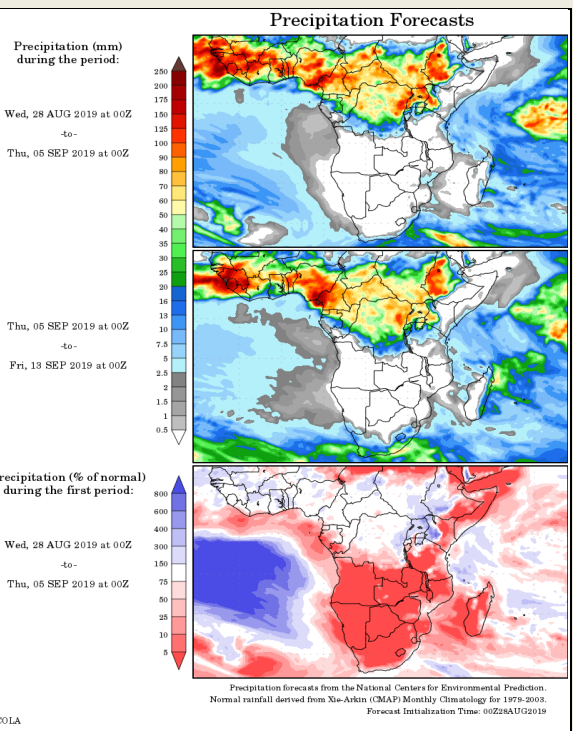 Precipitation Forecasts
Precipitation (mm)
during the period:
Wed, 28 AUG 2019 at 00Z
-to-
Thu, 05 SEP 2019 at 00Z
250
200
175
150
125
100
90
80
70
60
50
40
35
30
25
20
16
13
10
7.5
5
2.5
2
1.5
1
0.5
Thu, 05 SEP 2019 at 00Z
-to-
Fri, 13 SEP 2019 at 00Z
recipitation (% of normal)
during the first period:
Wed, 28 AUG 2019 at 00Z
-to-
Thu, 05 SEP 2019 at 00Z
800
600
400
300
150
75
50
25
10
5
Precipitation forecasts from the National Centers for Environmental Prediction.
Normal rainfall derived from Xie-Arkin (CMAP) Monthly Climatology for 1979-2003.
Forecast Initialization Time: 00Z28AUG2019
COLA